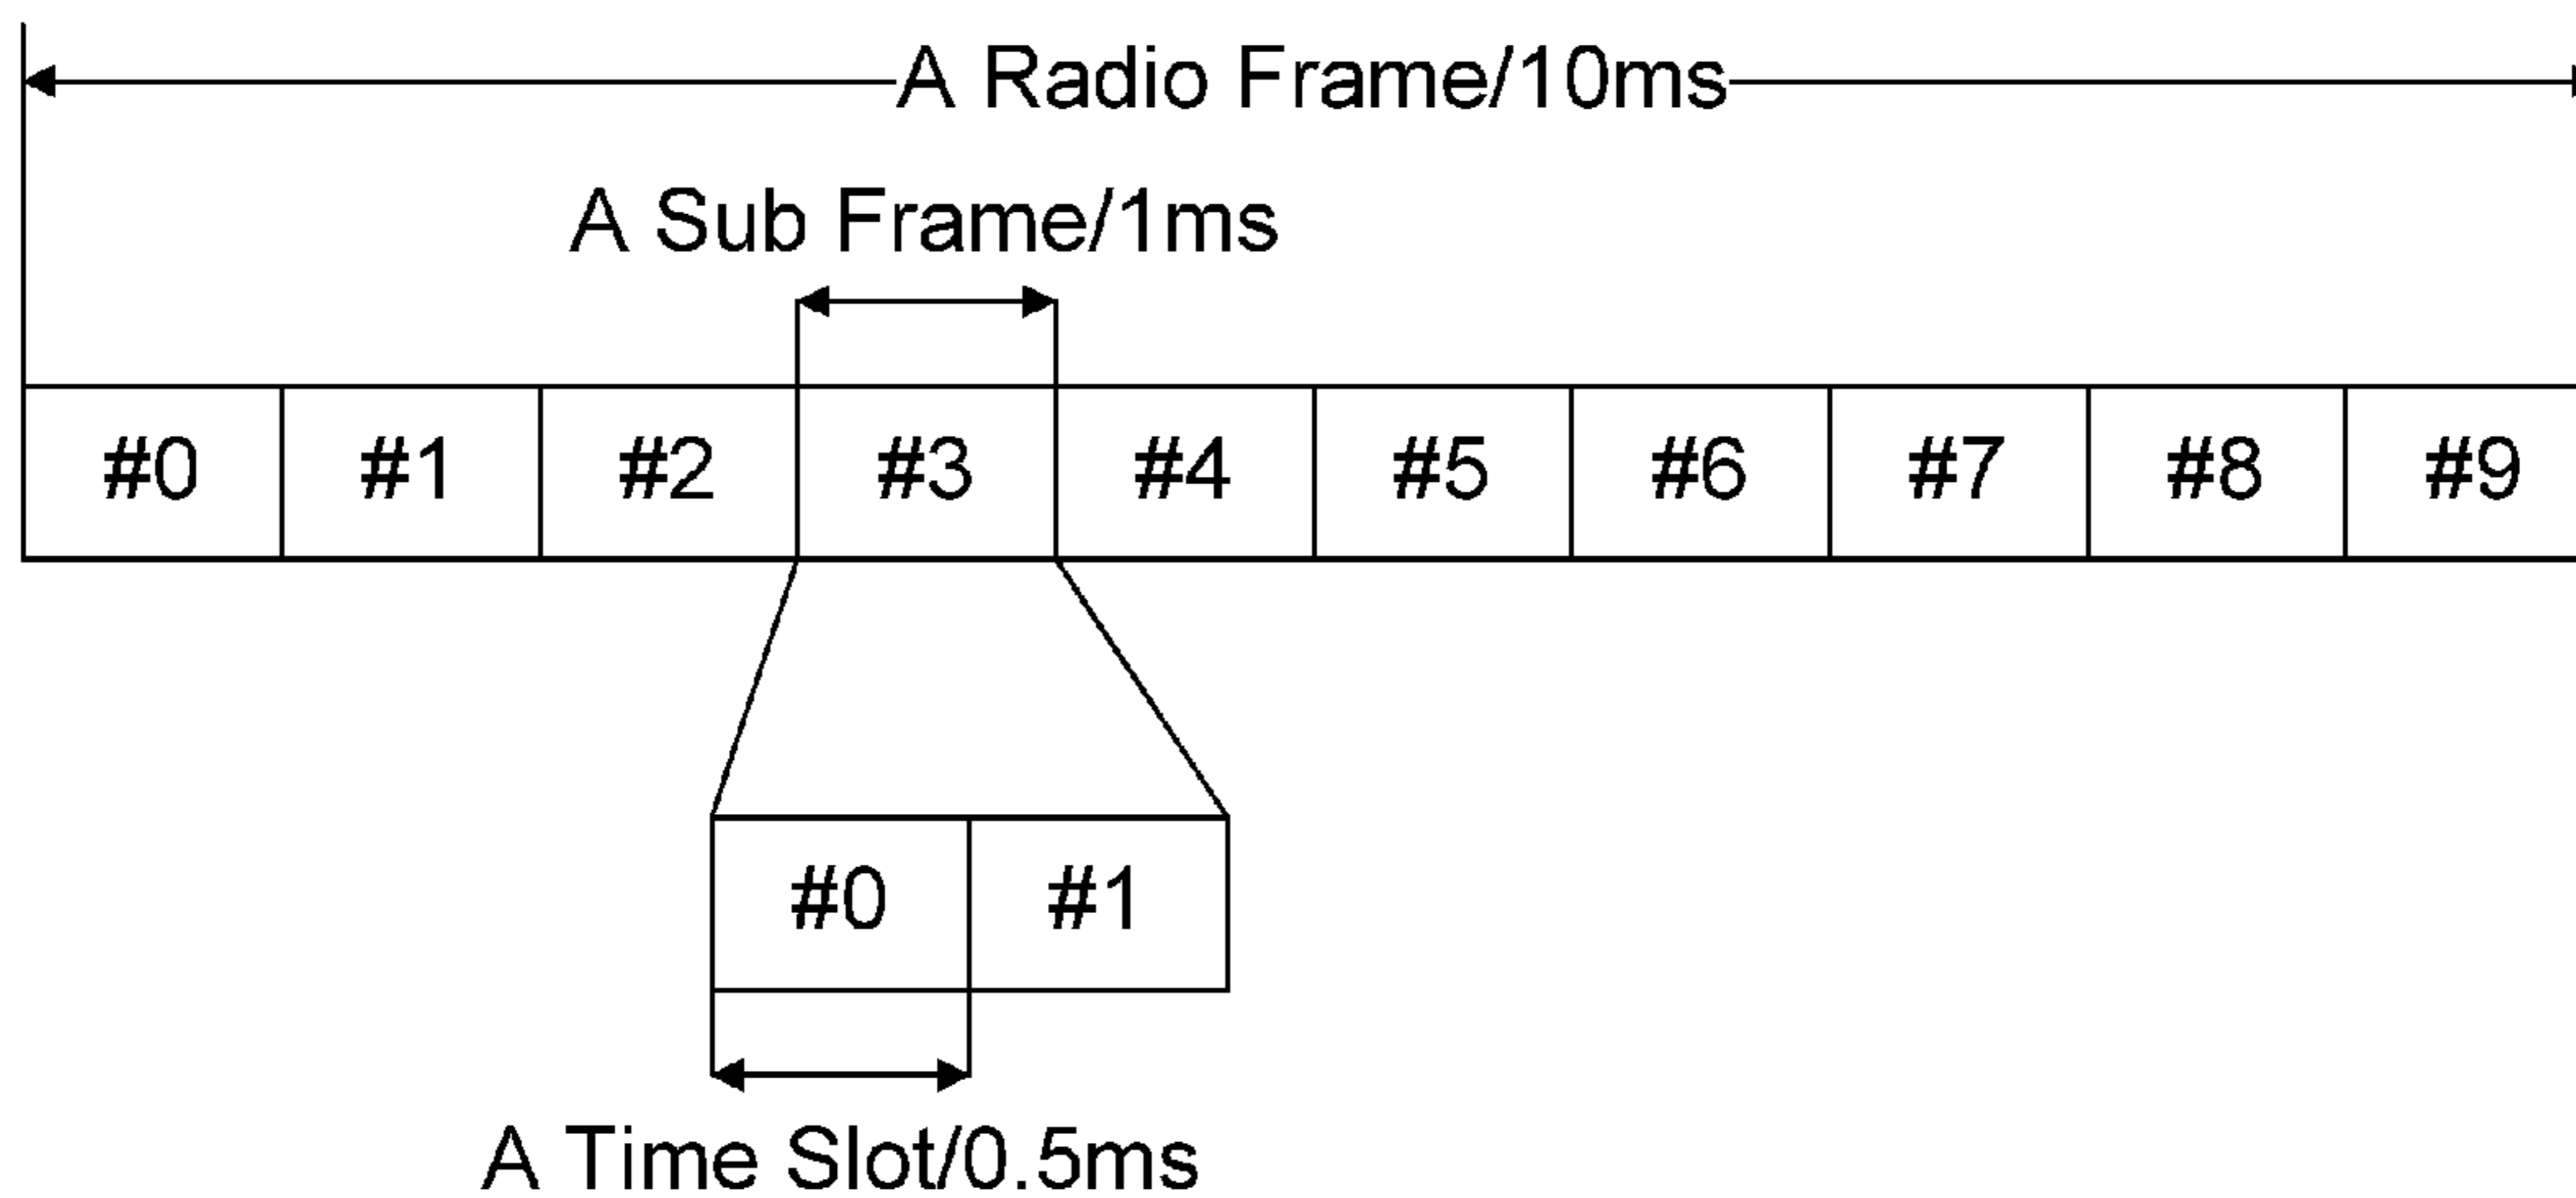 A Radio Frame/10ms
A Sub Frame/1ms
#0 #1 #2 #3 #4 #5 #6 #7 #8 #9
#0 #1
A Time Slot/0.5ms